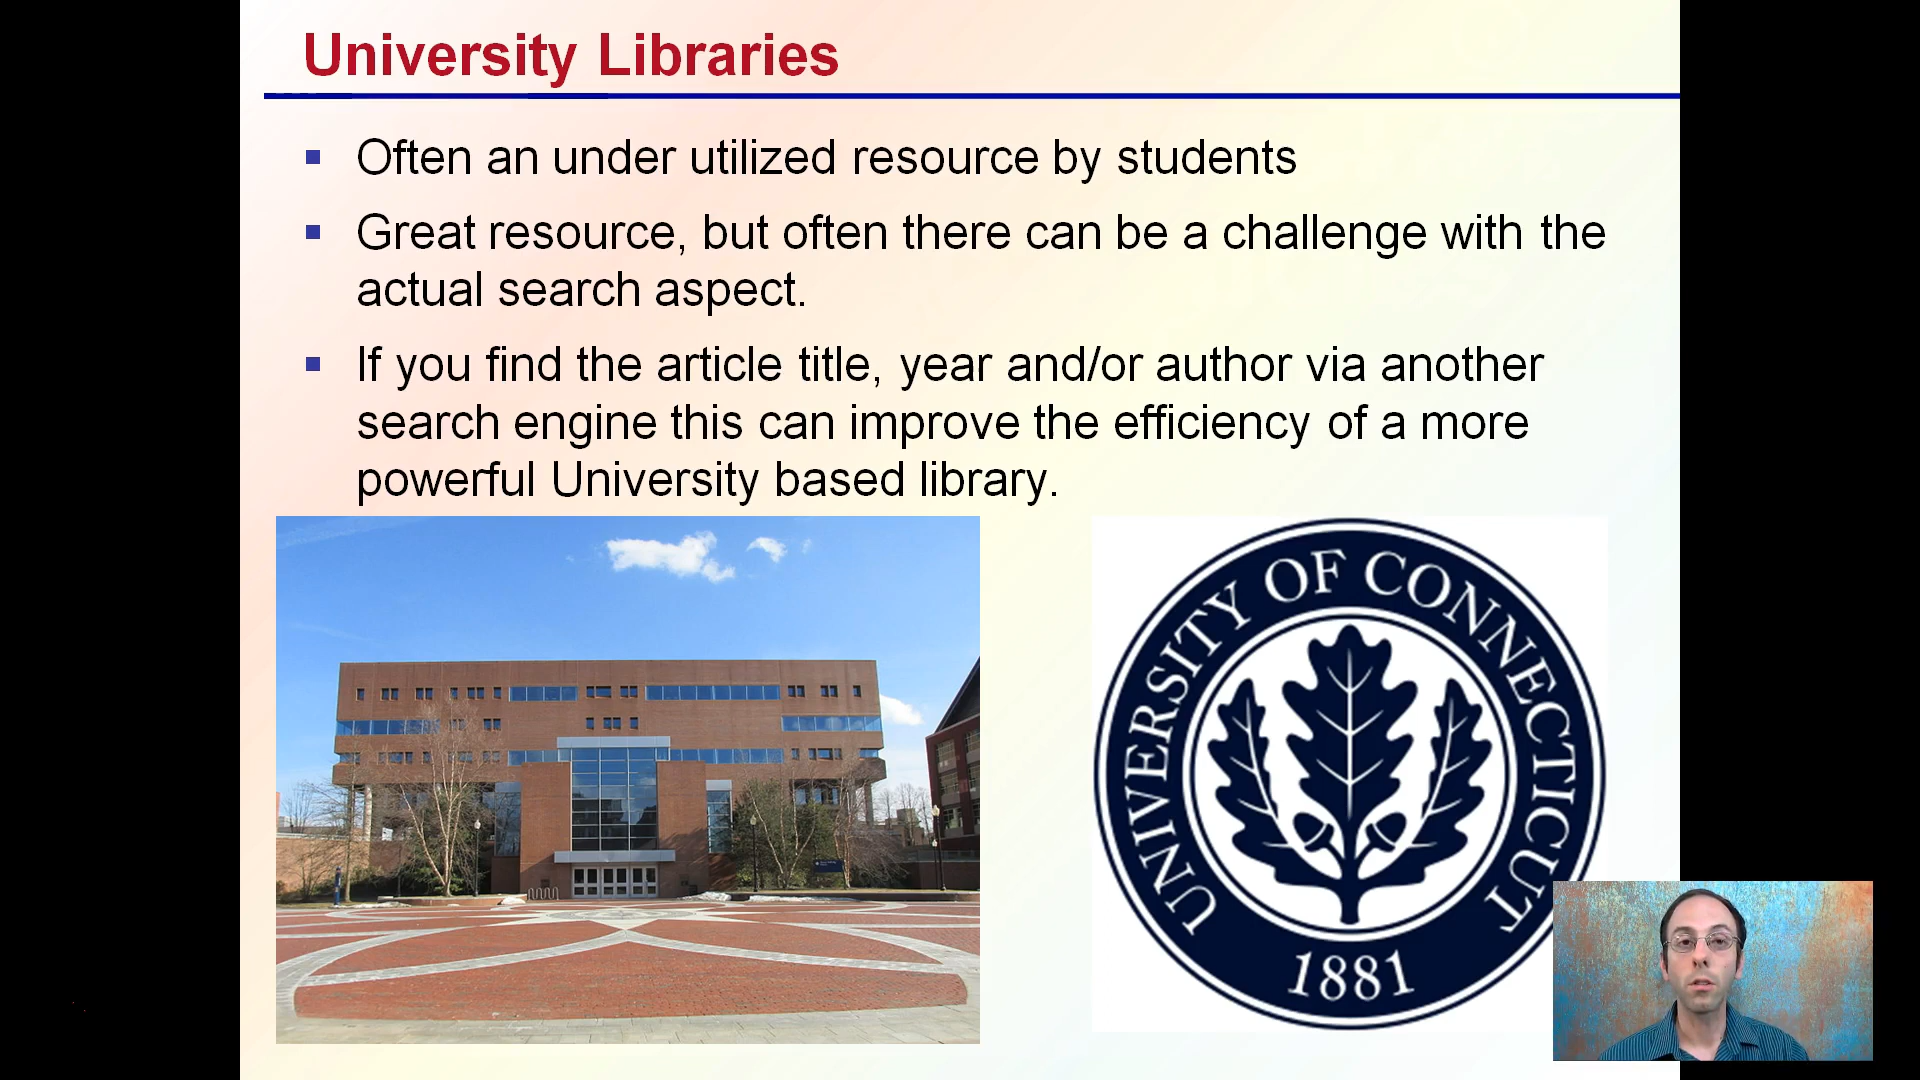 University Libraries
Often an under utilized resource by students
Great resource, but often there can be a challenge with the
actual search aspect.
If you find the article title, year and/or author via another
search engine this can improve the efficiency of a more
powerful University based library.
UNIVERSITY OF CONNECTICUT
1881